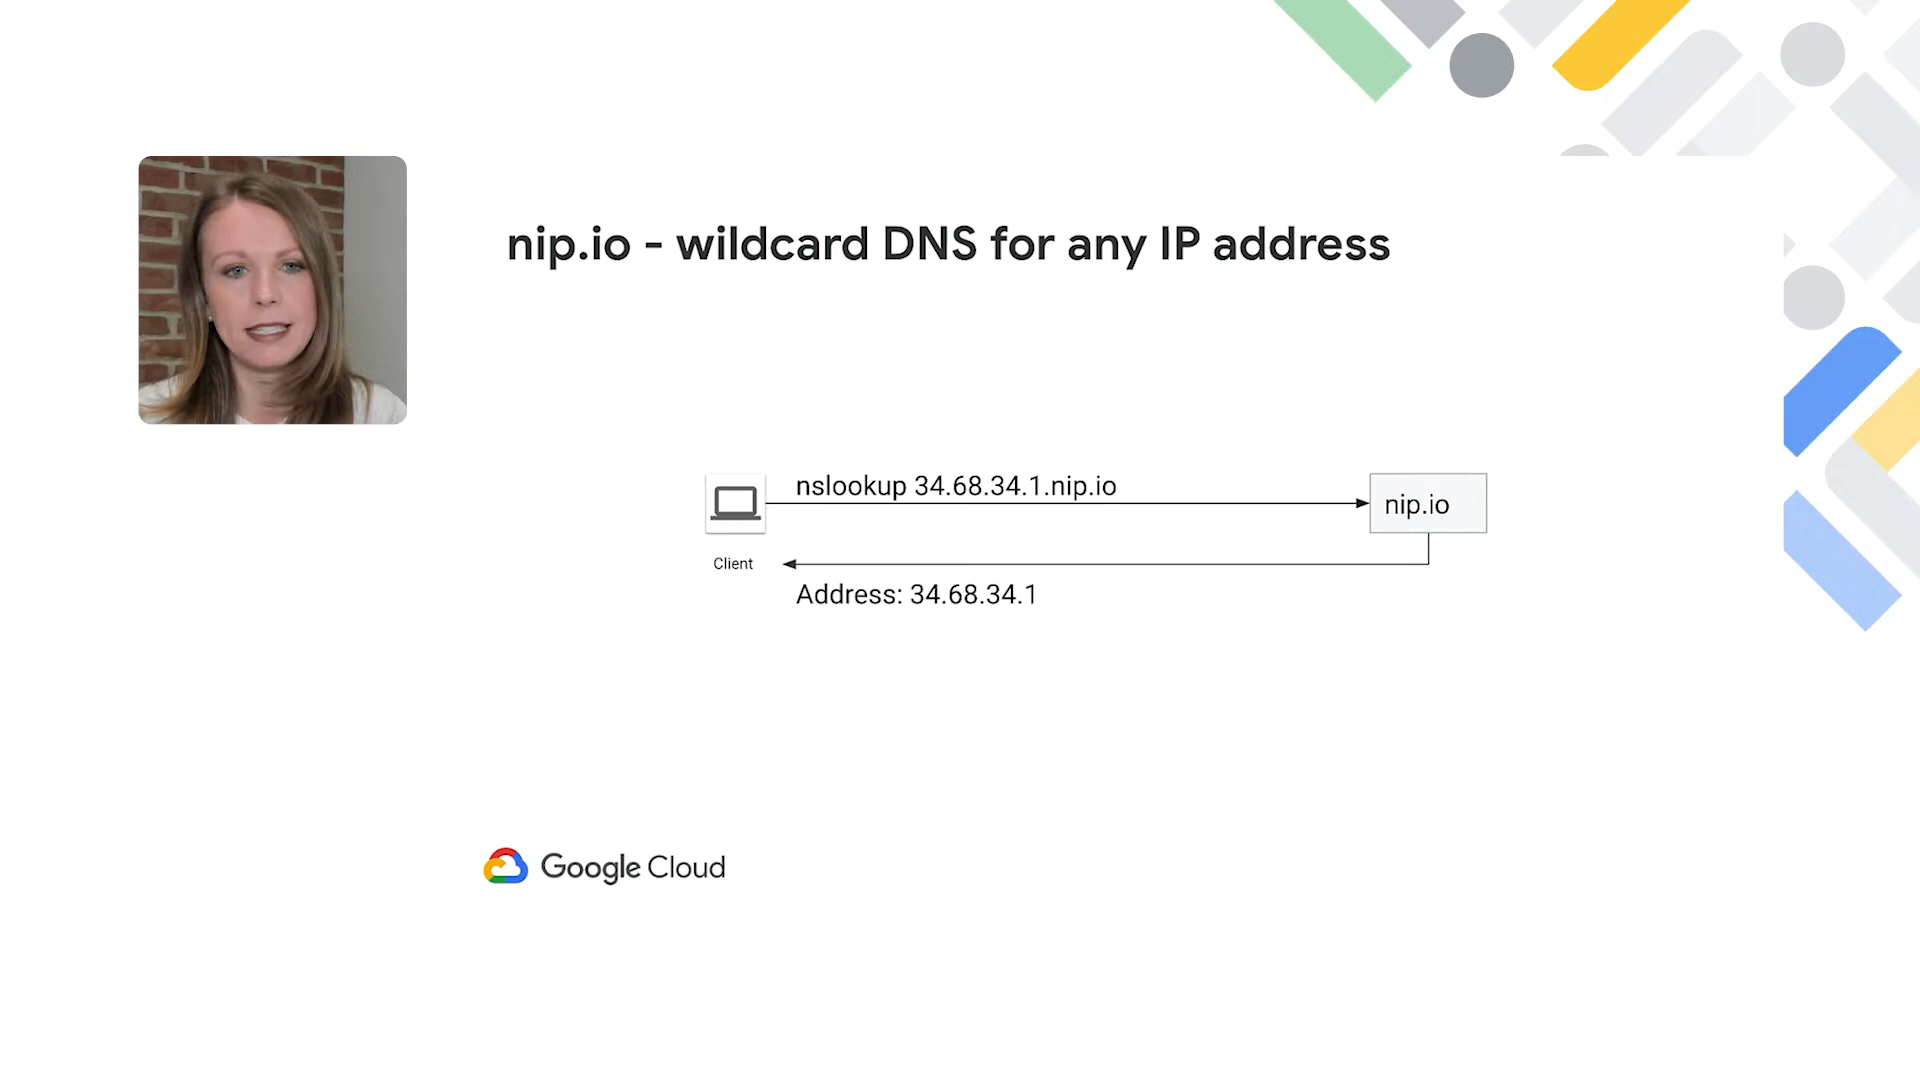 nip.io - wildcard DNS for any IP address
nslookup 34.68.34.1.nip.io
nip.io
Client
Address: 34.68.34.1
Google Cloud